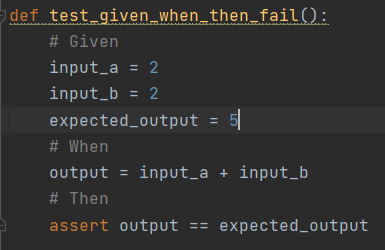 def test_given_when_then_fail():
    # Given
    input_a = 2
    input_b = 2
    expected_output = 5
    # When
    output = input_a + input_b
    # Then
    assert output == expected_output